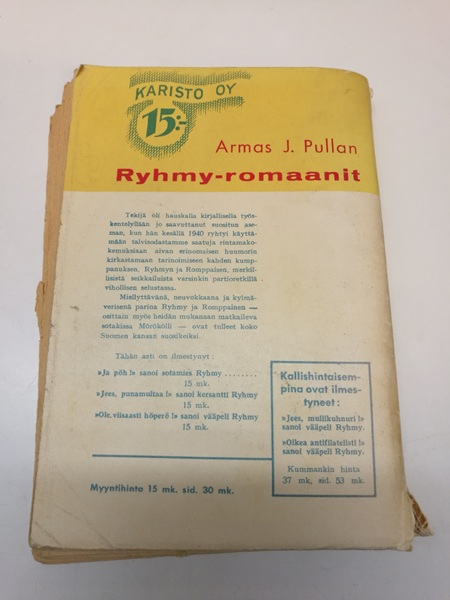 KARISTO OY
15:-
Armas J. Pullan
Ryhmy-romaanit
Tekijä oli hauskalla kirjallisella työs-
kentelyllään jo saavuttanut suositun ase-
man, kun hän kesällä 1940 ryhtyi käyttä-
mään talvisodastamme saatuja rintamako-
kemuksiaan aivan erinomaisen huumorin
kirkastamaan tarinoimiseen kahden kump-
panuksen, Ryhmyn ja Romppaisen, merkil-
lisistä seikkailuista varsinkin partioretkillä
vihollisen selustassa.
Miellyttävänä, neuvokkaana ja kylmä-
verisenä parina Ryhmy ja Romppainen —
osittain myös heidän mukanaan matkaileva
sotakissa Mörökölli — ovat tulleet koko
Suomen kansan suosikeiksi.
Tähän asti on ilmestynyt:
»Ja pöh!» sanoi sotamies Ryhmy ........
15 mk.
»Jees, punamultaa!» sanoi kersantti Ryhmy
15 mk.
»Ole viisaasti höperö!» sanoi vääpeli Ryhmy
15 mk.
Kallishintaisem-
pina ovat ilmes-
tyneet:
»Jees, mullikuhnuri!»
sanoi vääpeli Ryhmy.
»Oikea antifilatelisti!»
sanoi vääpeli Ryhmy.
Kummankin hinta
37 mk, sid. 53 mk.
Myyntihinta 15 mk. sid. 30 mk.